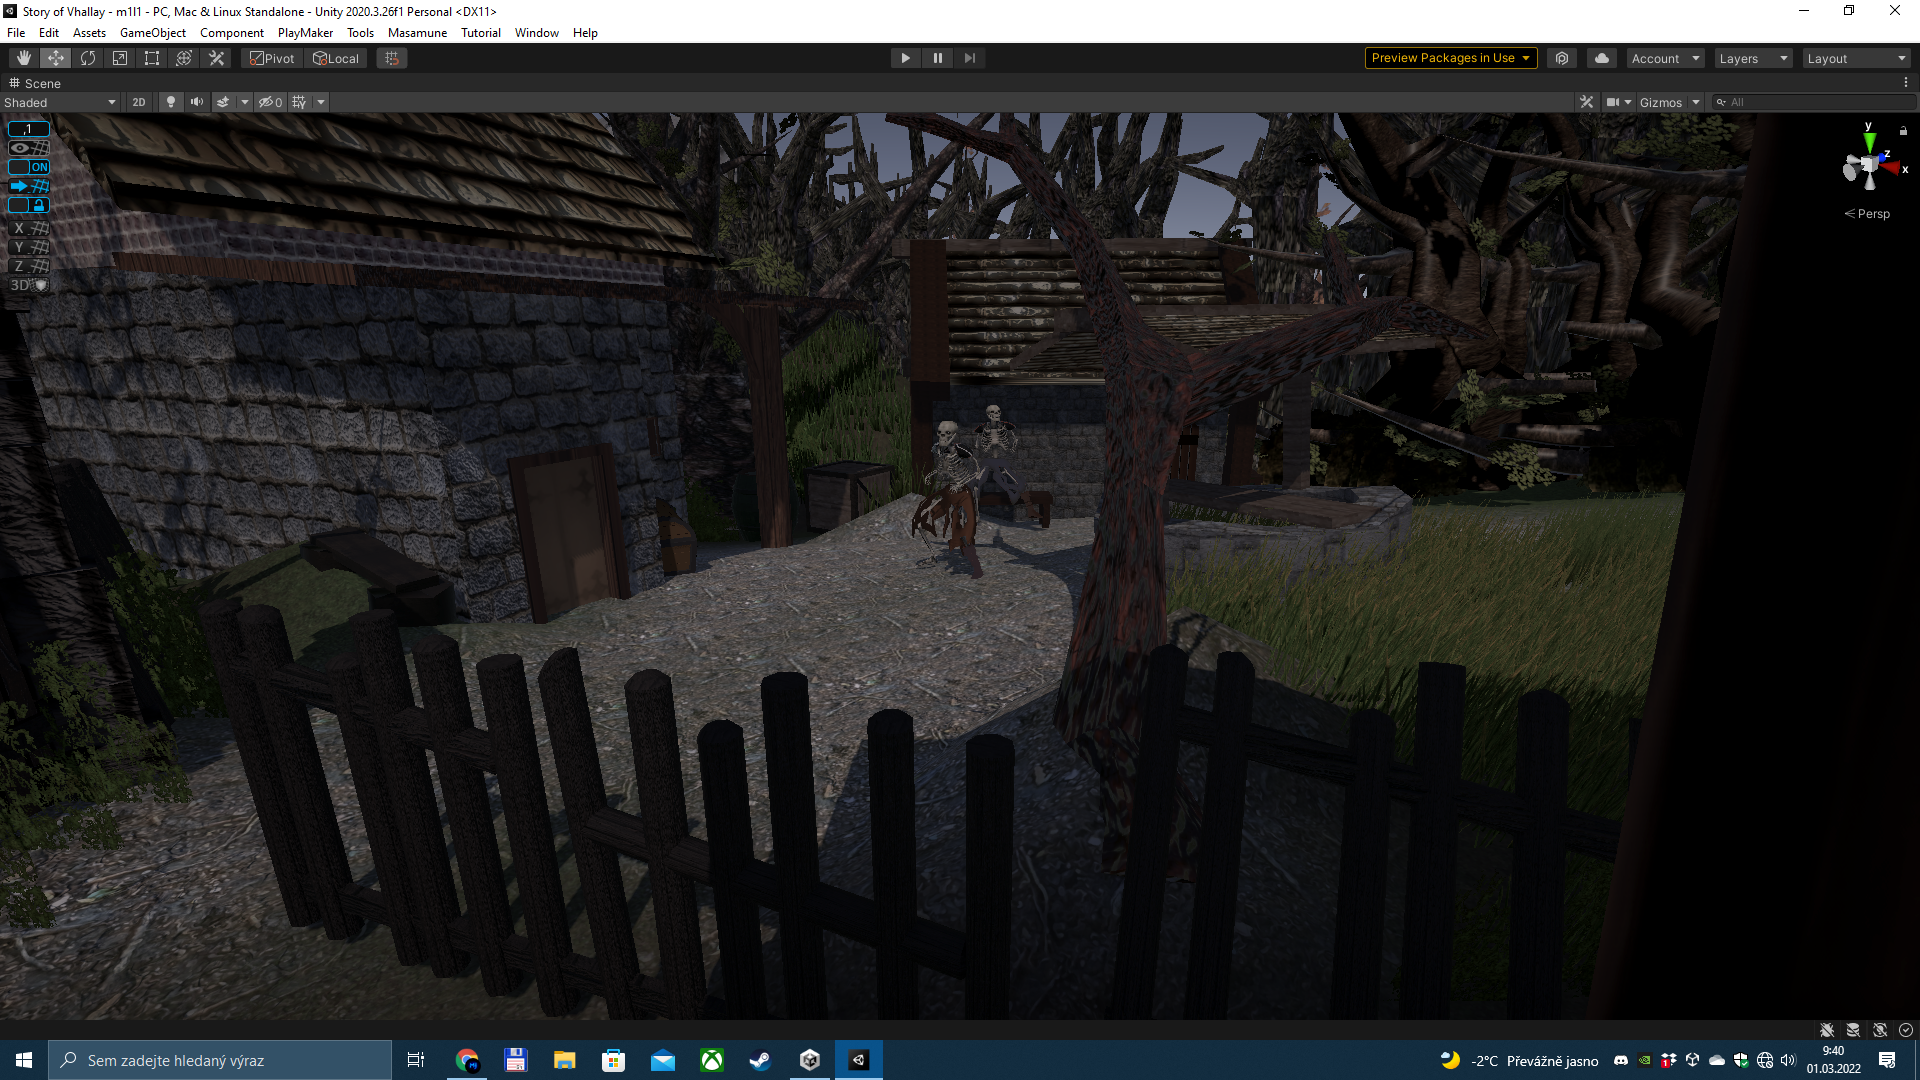 Story of Vhallay - m1l1 - PC, Mac & Linux Standalone - Unity 2020.3.26f1 Personal <DX11>
File Edit Assets GameObject Component PlayMaker Tools Masamune Tutorial Window Help
Pivot Local Preview Packages in Use Account Layers Layout
Scene
Shaded 2D 0 Gizmos All
,1
ON
X
Y
Z
3D
y
z
x
Persp
Sem zadejte hledaný výraz
-2°C Převážně jasno
9:40
01.03.2022